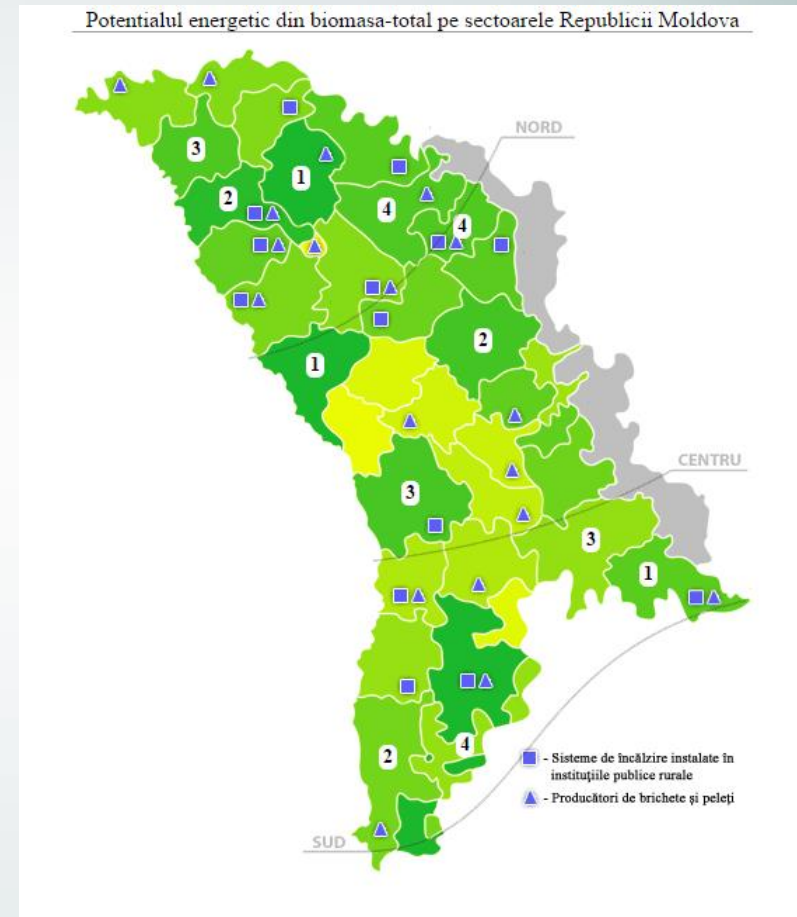 Potentialul energetic din biomasa-total pe sectoarele Republicii Moldova
NORD
3
1
2
4
4
2
1
CENTRU
3
3
1
4
2
- Sisteme de încălzire instalate în
instituțiile publice rurale
- Producători de brichete și peleți
SUD